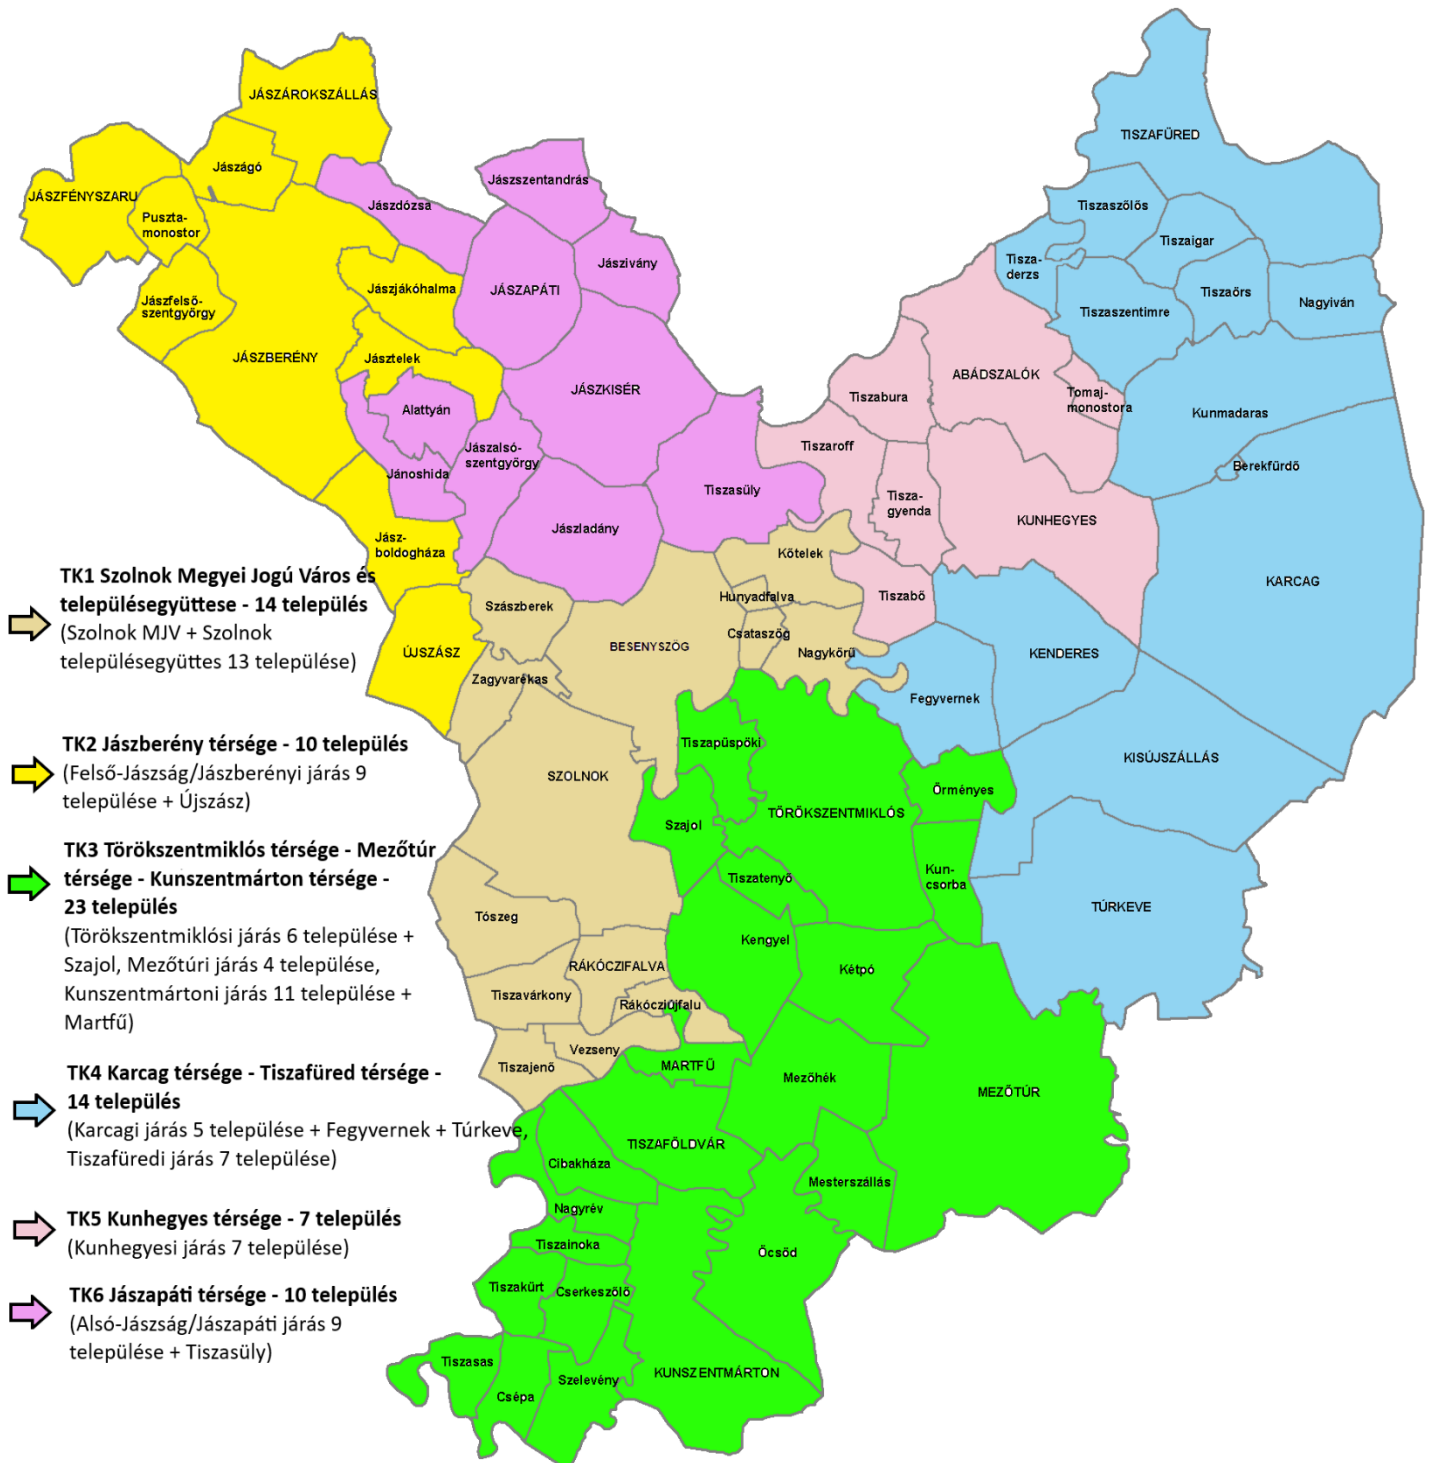 JÁSZÁROKSZÁLLÁS
Jászágó
JÁSZFÉNYSZARU
Puszta-
monostor
Jászdózsa
Jászszentandrás
Jászivány
Jászfelső-
szentgyörgy
Jászjákóhalma
JÁSZAPÁTI
JÁSZBERÉNY
Jásztelek
JÁSZKISÉR
Alattyán
Jánoshida
Jászalsó-
szentgyörgy
Jászladány
Tiszasüly
Jász-
boldogháza
ÚJSZÁSZ
TISZAFÜRED
Tiszaszőlős
Tiszaigar
Tisza-
derzs
Tiszaörs
Nagyiván
Tiszaszentimre
ABÁDSZALÓK
Tomaj-
monostora
Tiszabura
Tiszaroff
Tisza-
gyenda
KUNHEGYES
Tiszabő
Kunmadaras
Berekfürdő
KARCAG
KENDERES
Fegyvernek
KISÚJSZÁLLÁS
TÚRKEVE
Kőtelek
Hunyadfalva
Csataszög
Nagykörű
Szászberek
BESENYSZÖG
Zagyvarékas
SZOLNOK
Tószeg
RÁKÓCZIFALVA
Tiszavárkony
Rákócziújfalu
Vezseny
Tiszajenő
Tiszapüspöki
Szajol
TÖRÖKSZENTMIKLÓS
Örményes
Kun-
csorba
Tiszatenyő
Kengyel
Kétpó
MARTFŰ
Mezőhék
MEZŐTÚR
TISZAFÖLDVÁR
Cibakháza
Mesterszállás
Nagyrév
Tiszainoka
Öcsöd
Tiszakürt
Cserkeszőlő
Tiszasas
Csépa
Szelevény
KUNSZENTMÁRTON
TK1 Szolnok Megyei Jogú Város és
településegyüttese - 14 település
(Szolnok MJV + Szolnok
településegyüttes 13 települése)
TK2 Jászberény térsége - 10 település
(Felső-Jászság/Jászberényi járás 9
települése + Újszász)
TK3 Törökszentmiklós térsége - Mezőtúr
térsége - Kunszentmárton térsége -
23 település
(Törökszentmiklósi járás 6 települése +
Szajol, Mezőtúri járás 4 települése,
Kunszentmártoni járás 11 települése +
Martfű)
TK4 Karcag térsége - Tiszafüred térsége -
14 település
(Karcagi járás 5 települése + Fegyvernek + Túrkeve,
Tiszafüredi járás 7 települése)
TK5 Kunhegyes térsége - 7 település
(Kunhegyesi járás 7 települése)
TK6 Jászapáti térsége - 10 település
(Alsó-Jászság/Jászapáti járás 9
települése + Tiszasüly)